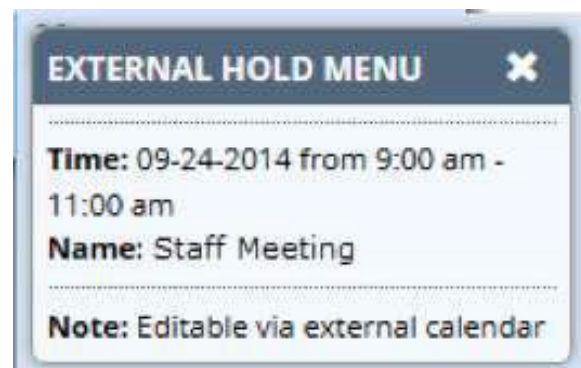 EXTERNAL HOLD MENU ✖
Time: 09-24-2014 from 9:00 am -
11:00 am
Name: Staff Meeting
Note: Editable via external calendar